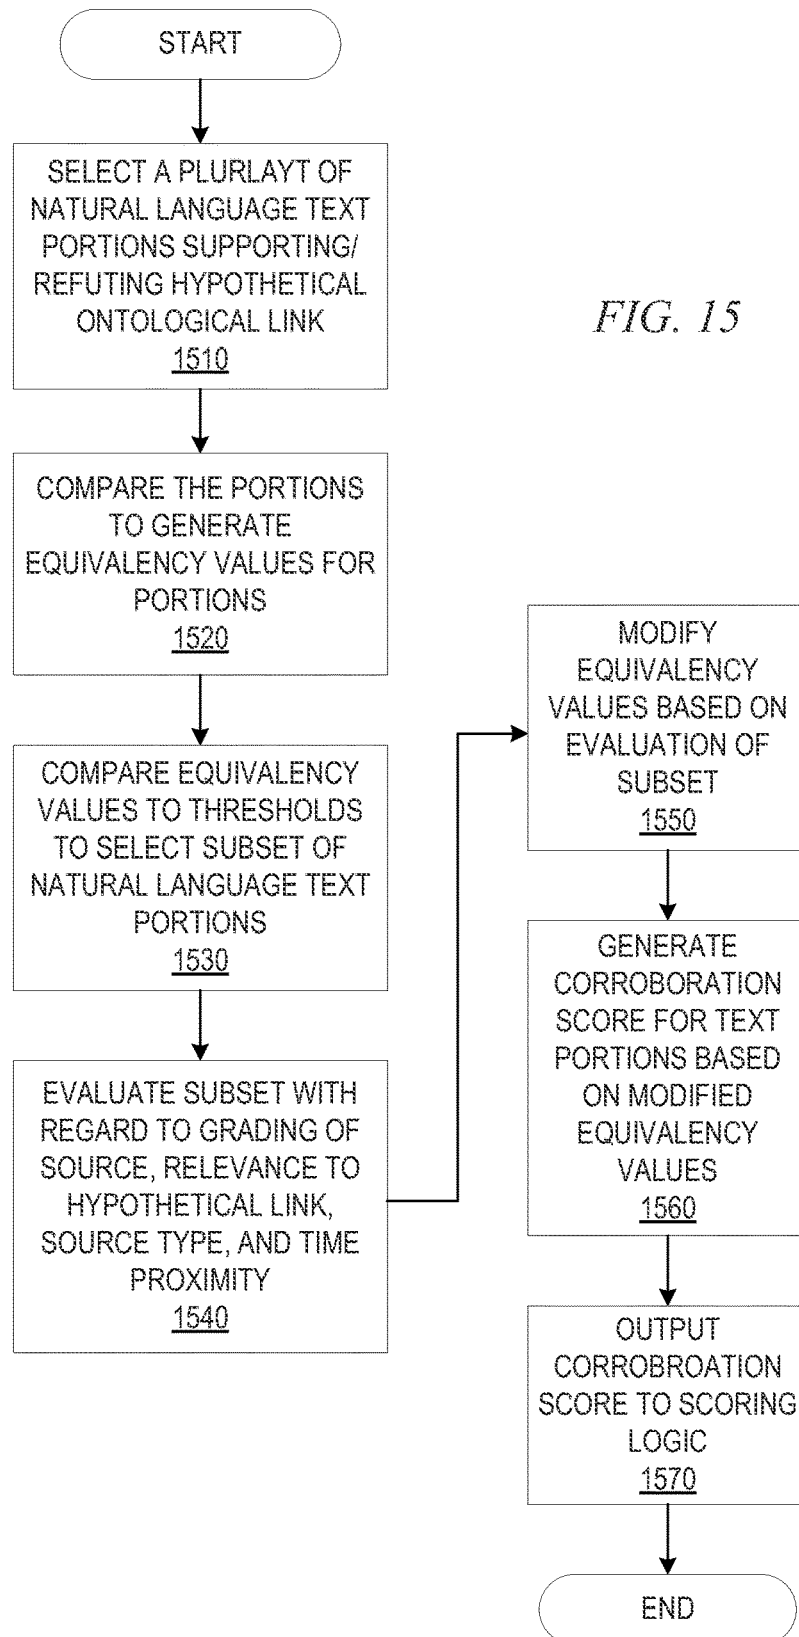 START
SELECT A PLURLAYT OF
NATURAL LANGUAGE TEXT
PORTIONS SUPPORTING/
REFUTING HYPOTHETICAL
ONTOLOGICAL LINK
1510
FIG. 15
COMPARE THE PORTIONS
TO GENERATE
EQUIVALENCY VALUES FOR
PORTIONS
1520
COMPARE EQUIVALENCY
VALUES TO THRESHOLDS
TO SELECT SUBSET OF
NATURAL LANGUAGE TEXT
PORTIONS
1530
EVALUATE SUBSET WITH
REGARD TO GRADING OF
SOURCE, RELEVANCE TO
HYPOTHETICAL LINK,
SOURCE TYPE, AND TIME
PROXIMITY
1540
MODIFY
EQUIVALENCY
VALUES BASED ON
EVALUATION OF
SUBSET
1550
GENERATE
CORROBORATION
SCORE FOR TEXT
PORTIONS BASED
ON MODIFIED
EQUIVALENCY
VALUES
1560
OUTPUT
CORROBROATION
SCORE TO SCORING
LOGIC
1570
END